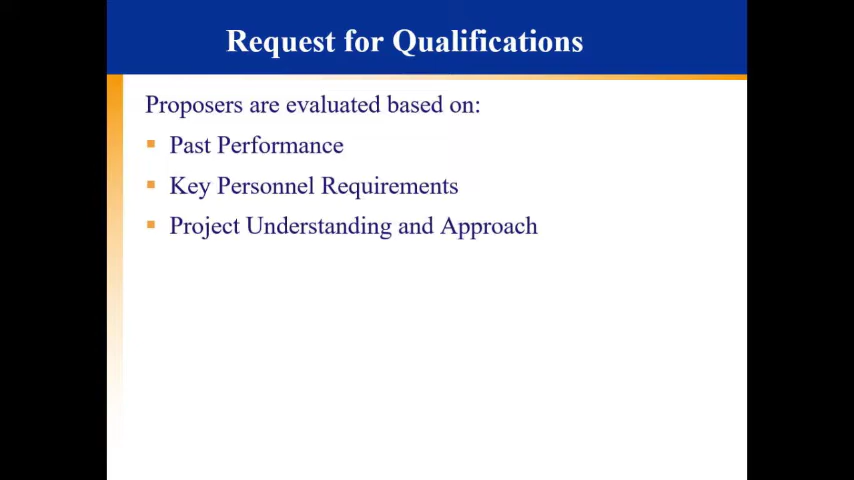 Request for Qualifications
Proposers are evaluated based on:
Past Performance
Key Personnel Requirements
Project Understanding and Approach